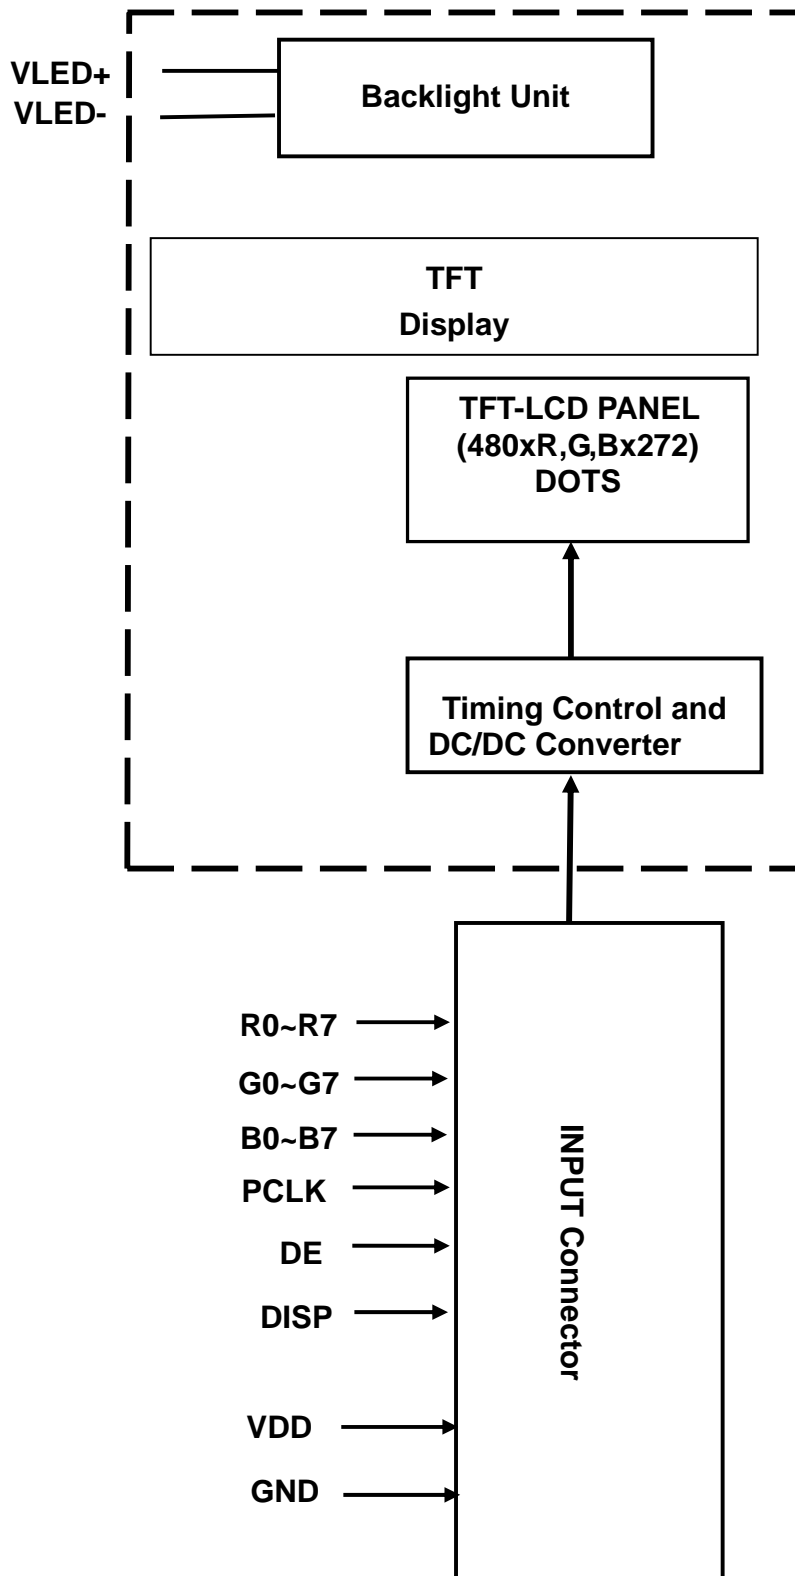 VLED+
VLED-
Backlight Unit
TFT
Display
TFT-LCD PANEL
(480xR,G,Bx272)
DOTS
Timing Control and
DC/DC Converter
R0~R7
G0~G7
B0~B7
PCLK
DE
DISP
VDD
GND
INPUT Connector